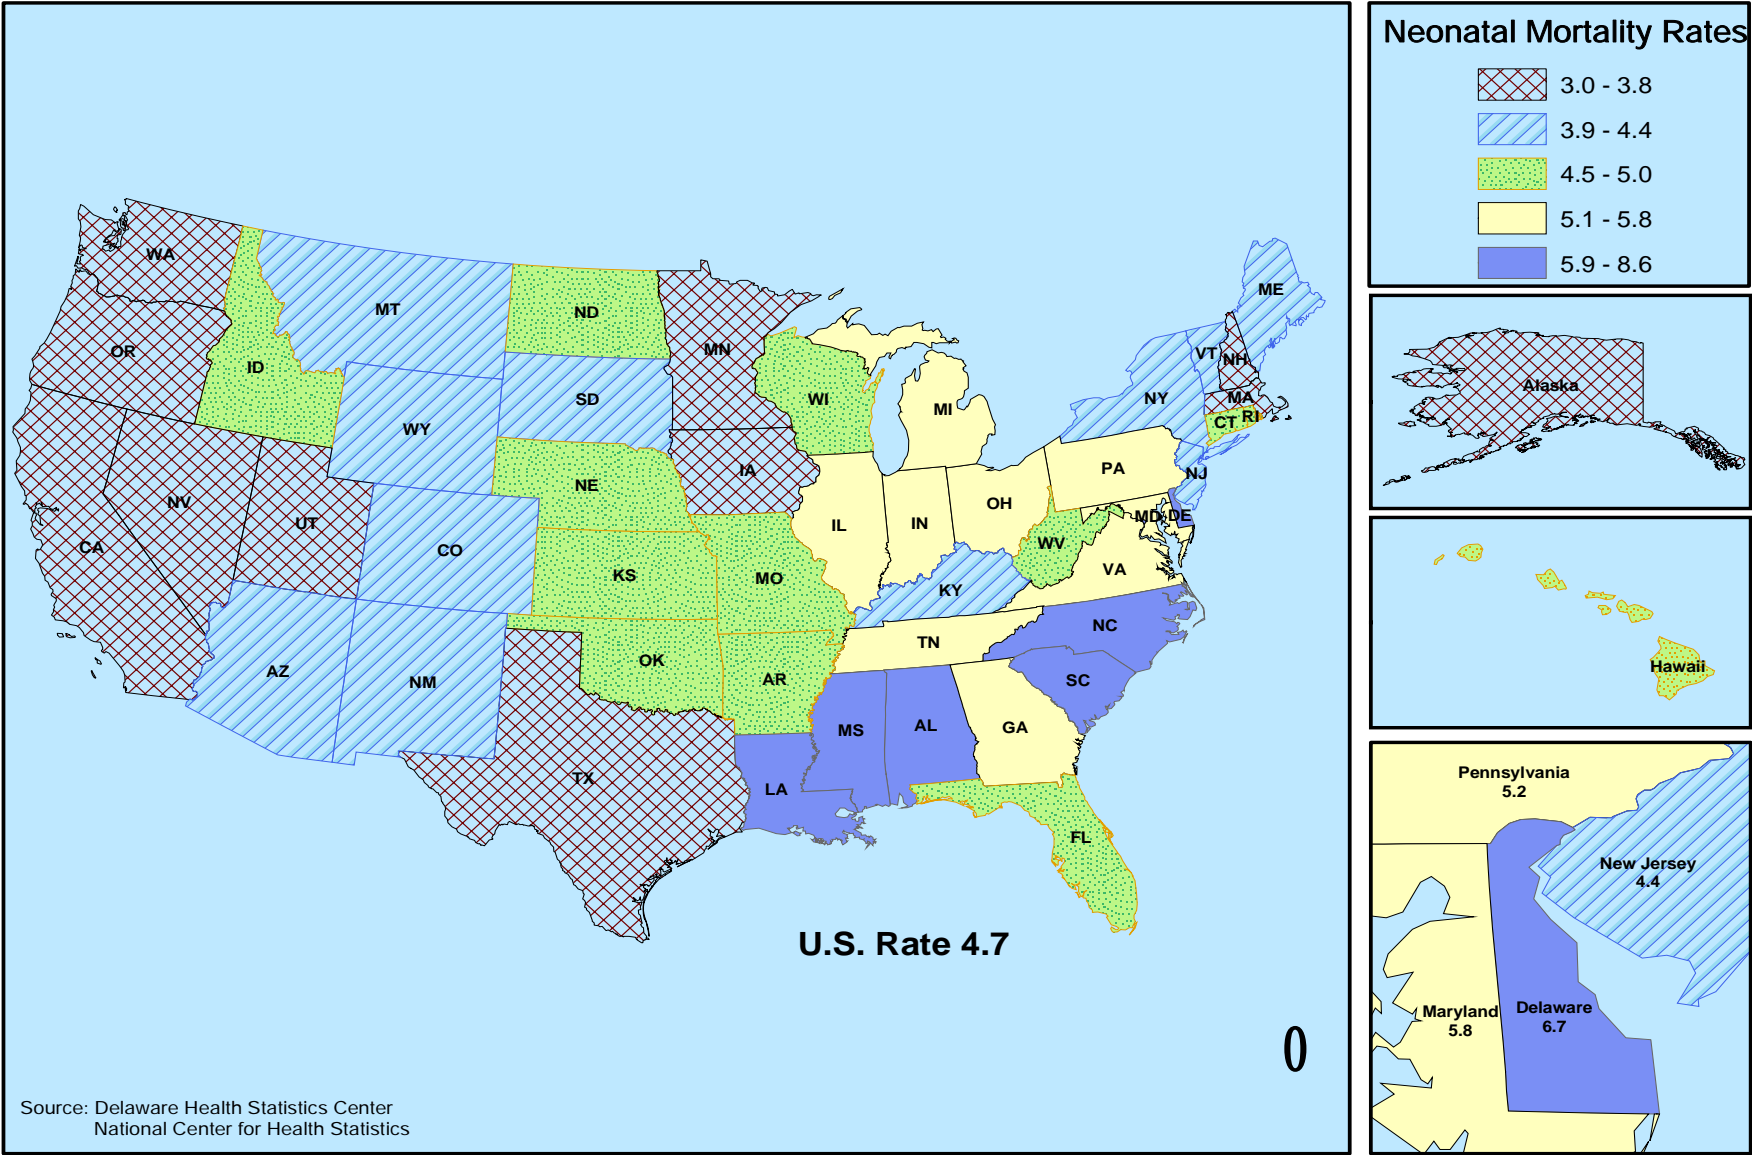 Neonatal Mortality Rates
3.0 - 3.8
3.9 - 4.4
4.5 - 5.0
5.1 - 5.8
5.9 - 8.6
WA
MT
ND
MN
ME
OR
ID
SD
WI
MI
VT
NH
NY
MA
CT
RI
WY
IA
PA
NJ
NV
UT
NE
IL
IN
OH
MD
DE
CA
CO
KS
MO
WV
VA
KY
AZ
NM
OK
AR
TN
NC
SC
TX
LA
MS
AL
GA
FL
U.S. Rate 4.7
0
Source: Delaware Health Statistics Center
National Center for Health Statistics
Alaska
Hawaii
Pennsylvania
5.2
New Jersey
4.4
Maryland
5.8
Delaware
6.7